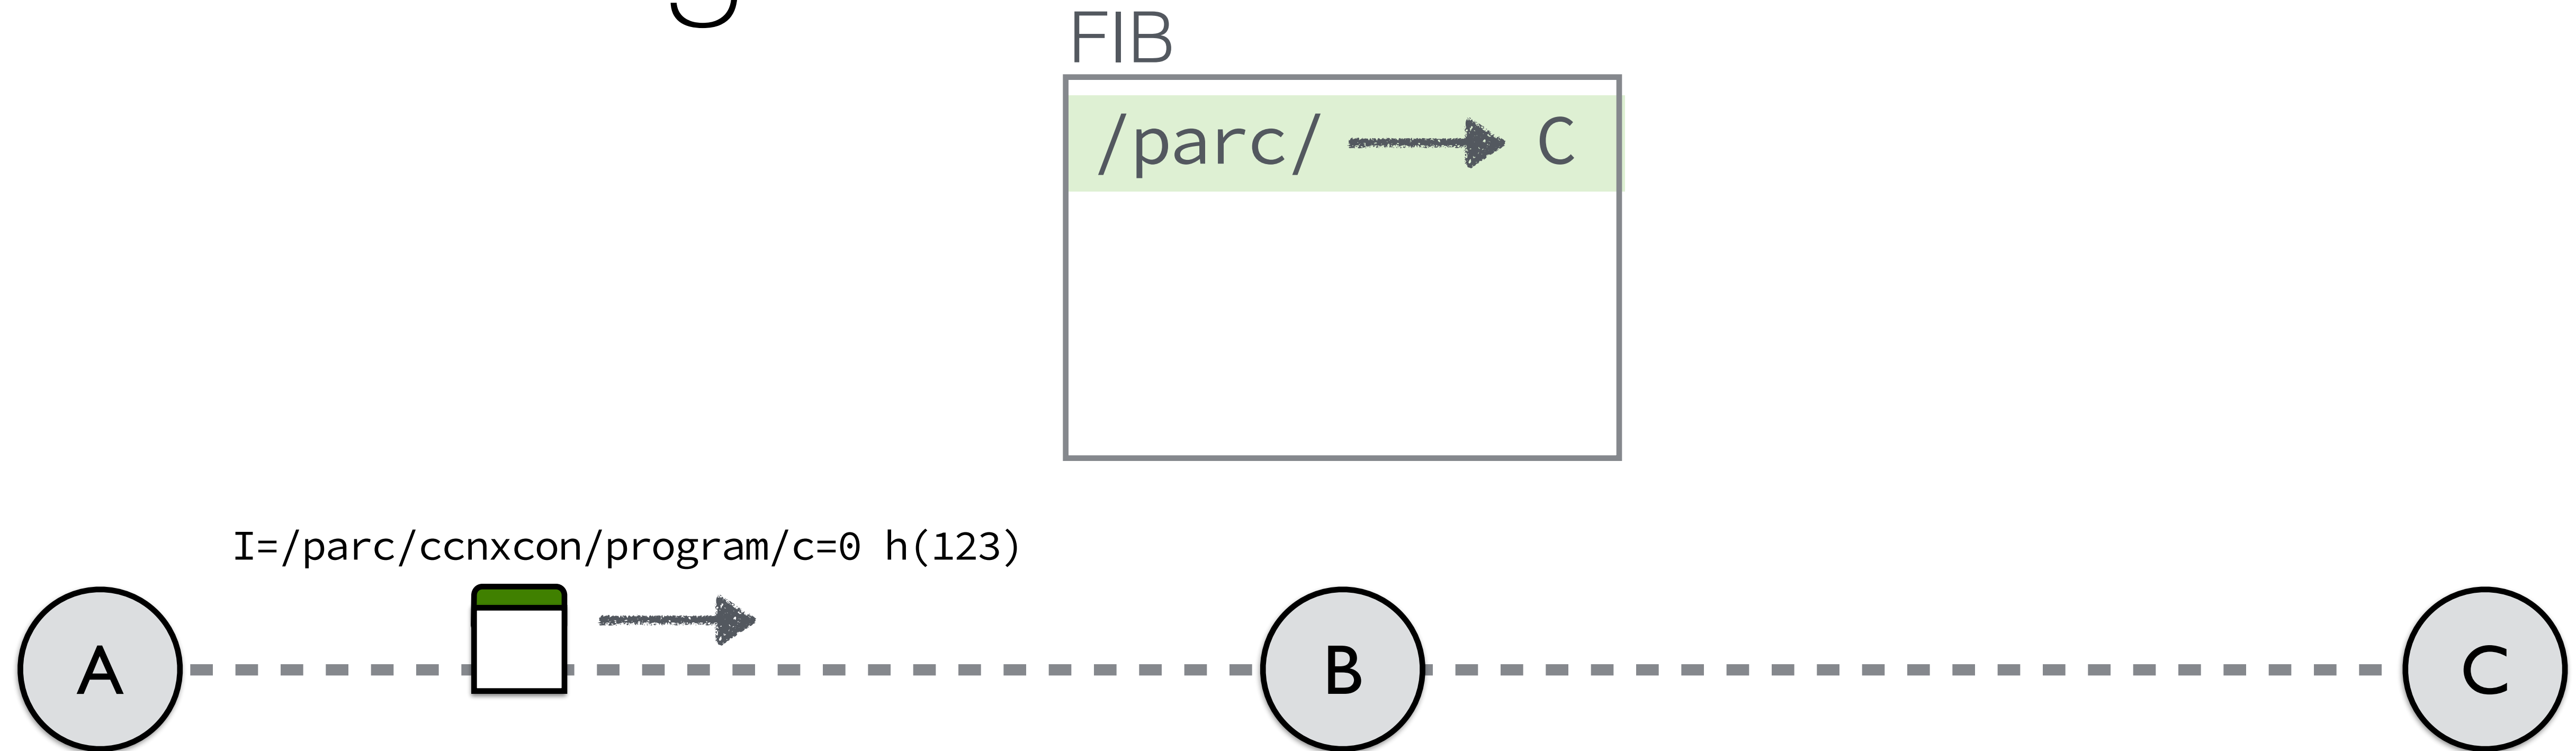 FIB
/parc/ C
I=/parc/ccnxcon/program/c=0 h(123)
A B C